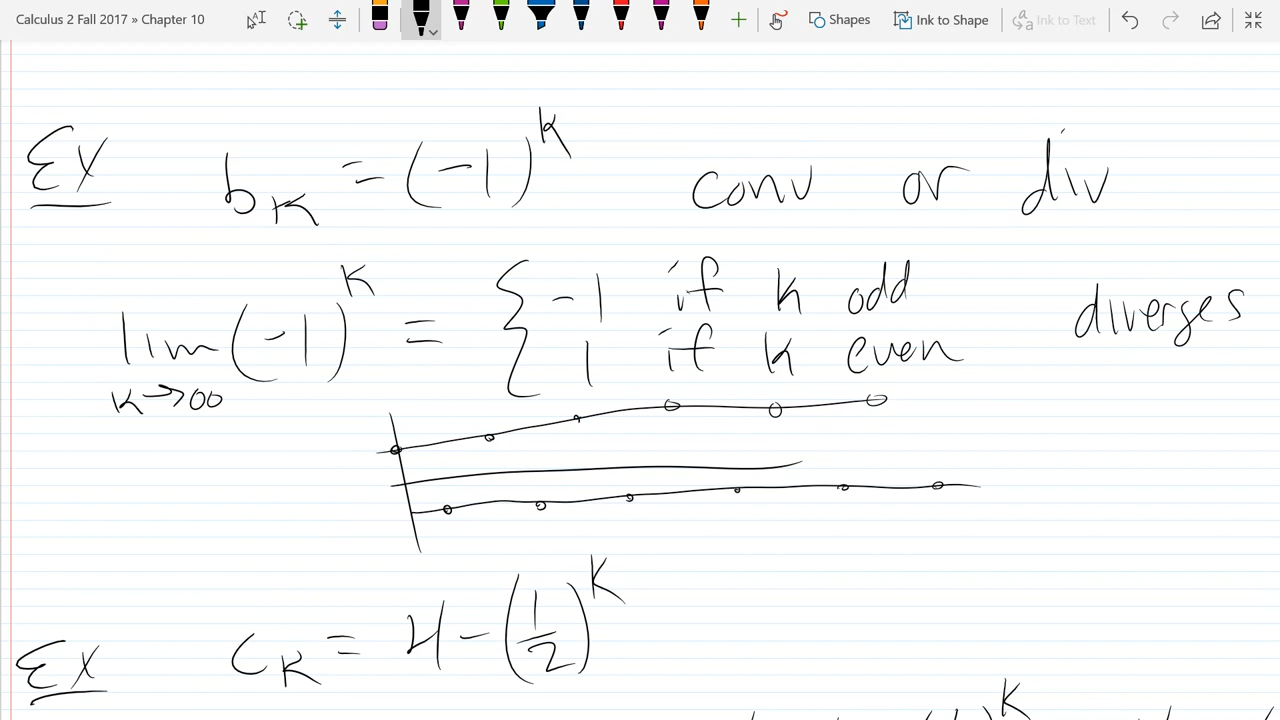 Calculus 2 Fall 2017 » Chapter 10
Shapes
Ink to Shape
Ink to Text
Ex b_K = (-1)^K conv or div
lim K→∞ (-1)^K = { -1 if k odd
1 if k even
diverges
Ex c_K = 4 - (1/2)^K